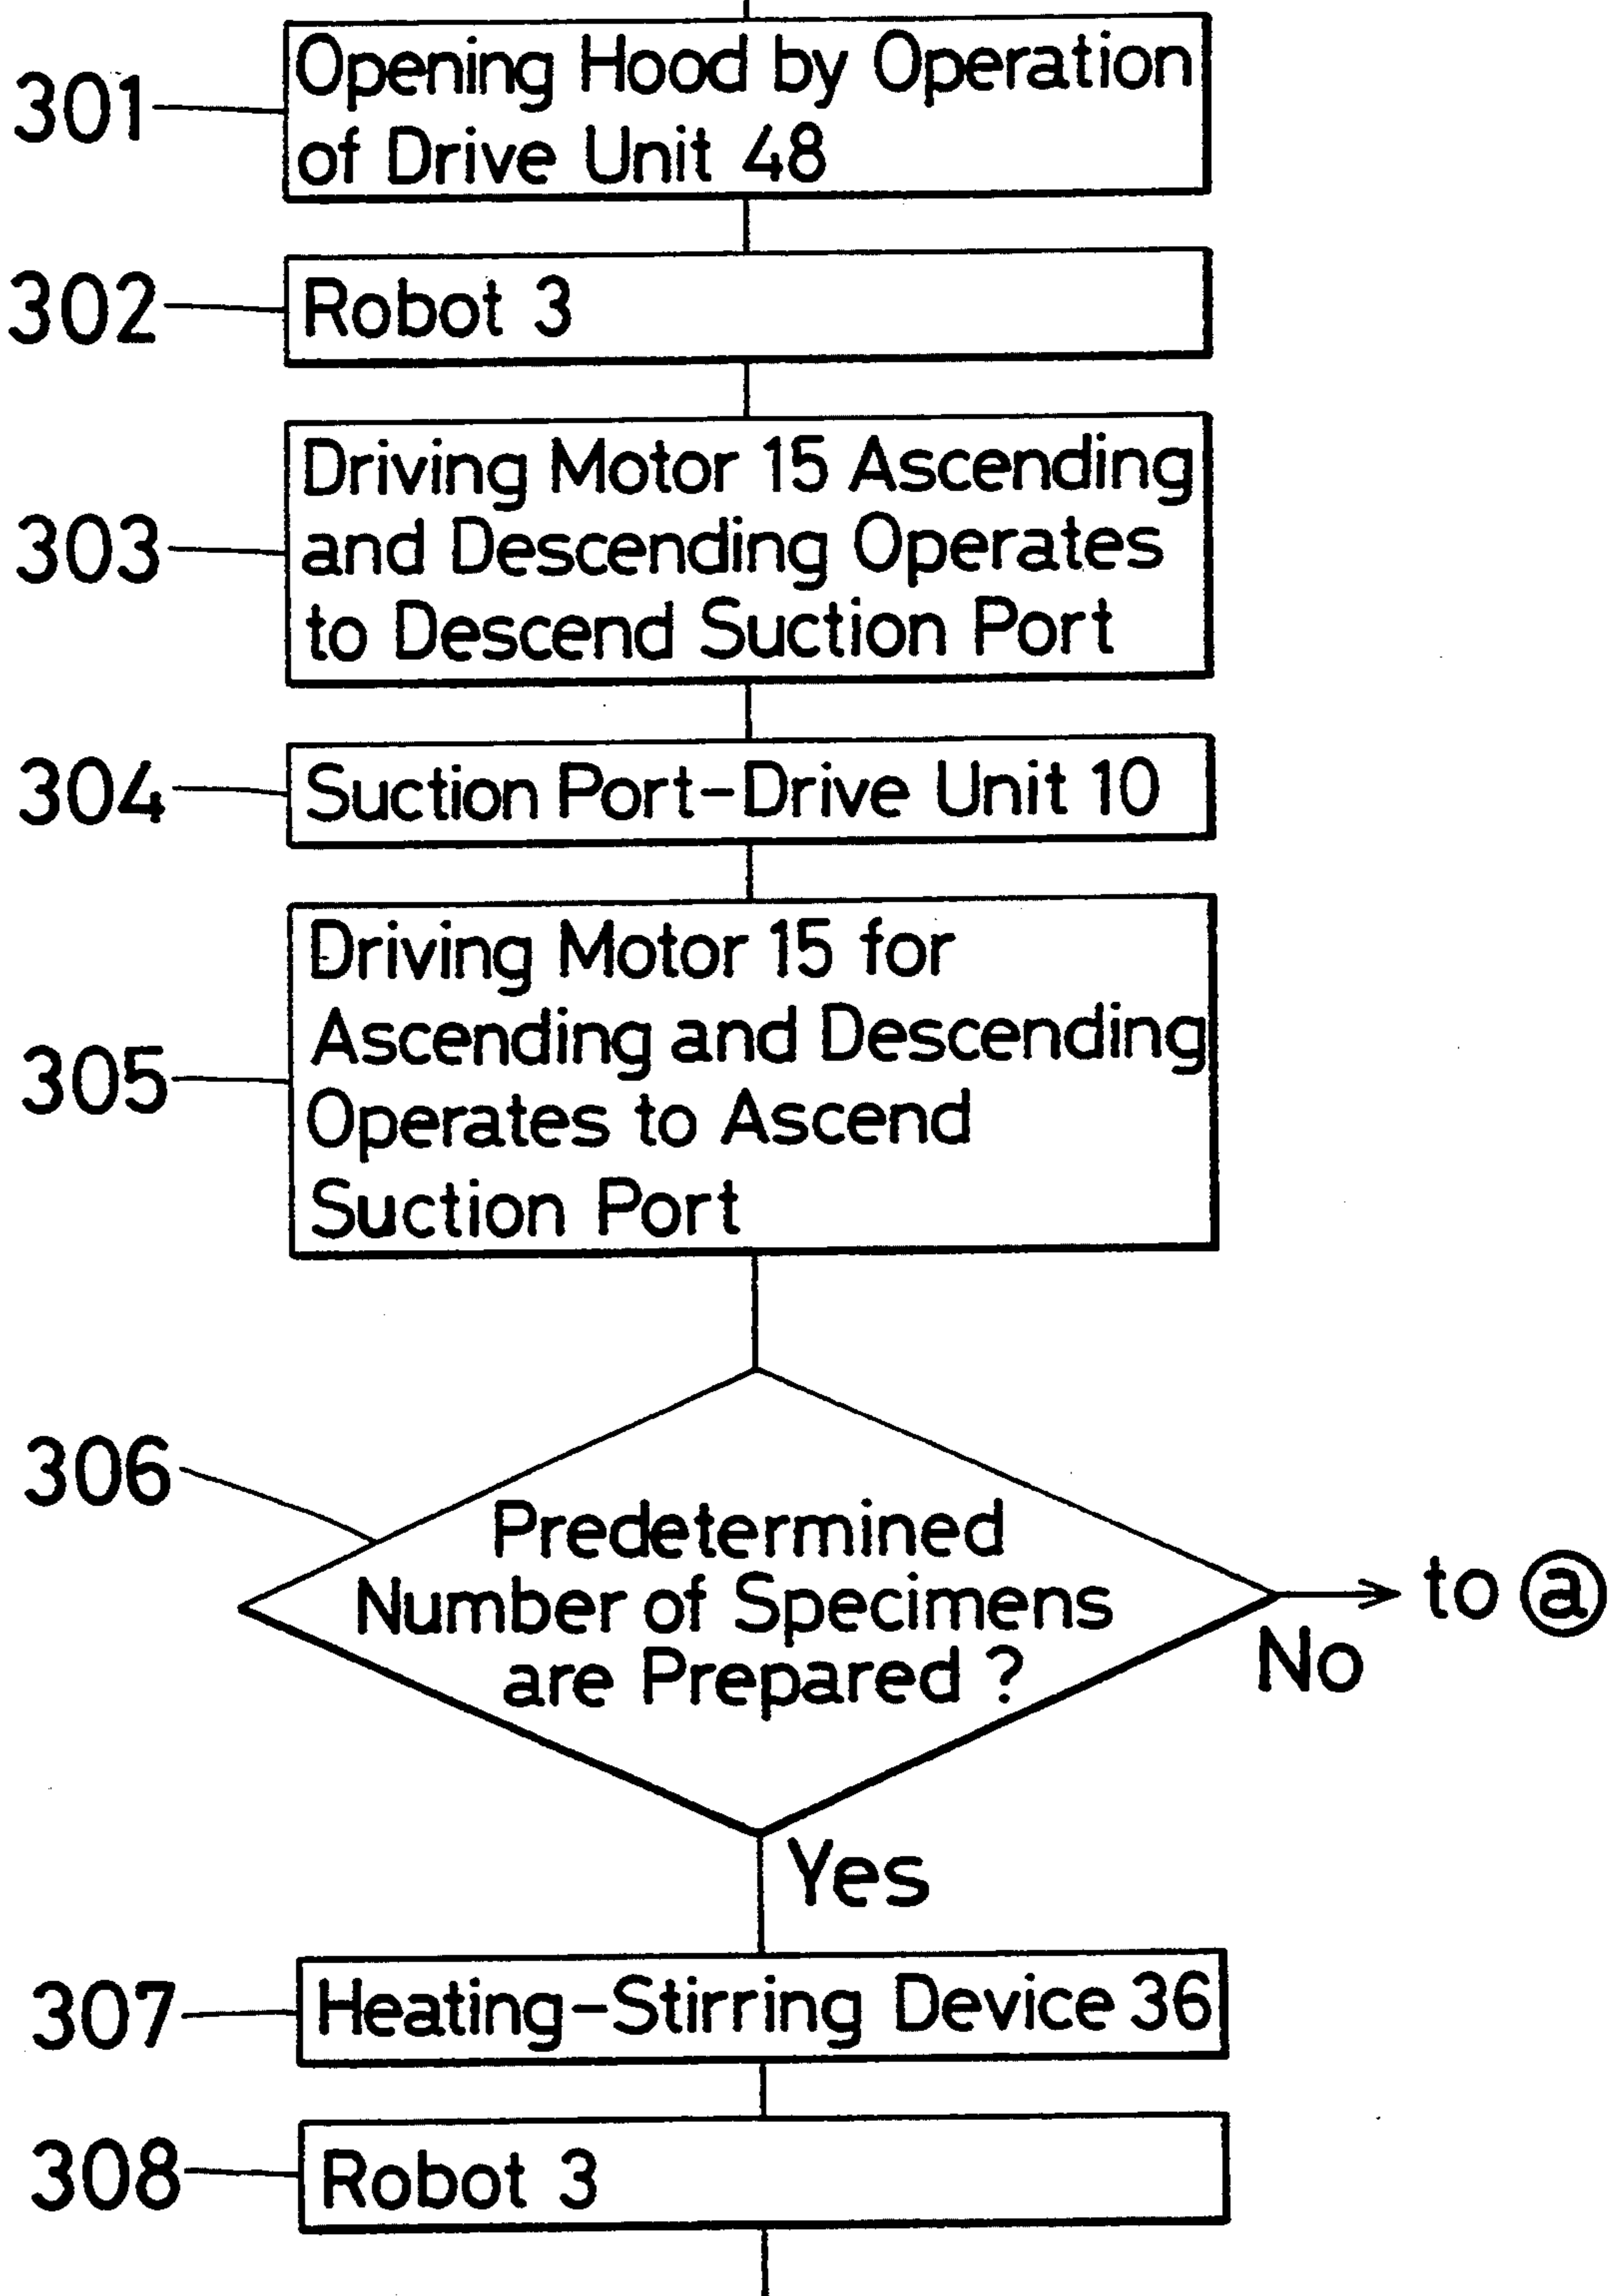 301
Opening Hood by Operation
of Drive Unit 48
302
Robot 3
303
Driving Motor 15 Ascending
and Descending Operates
to Descend Suction Port
304
Suction Port-Drive Unit 10
305
Driving Motor 15 for
Ascending and Descending
Operates to Ascend
Suction Port
306
Predetermined
Number of Specimens
are Prepared ?
to ⓐ
No
Yes
307
Heating-Stirring Device 36
308
Robot 3